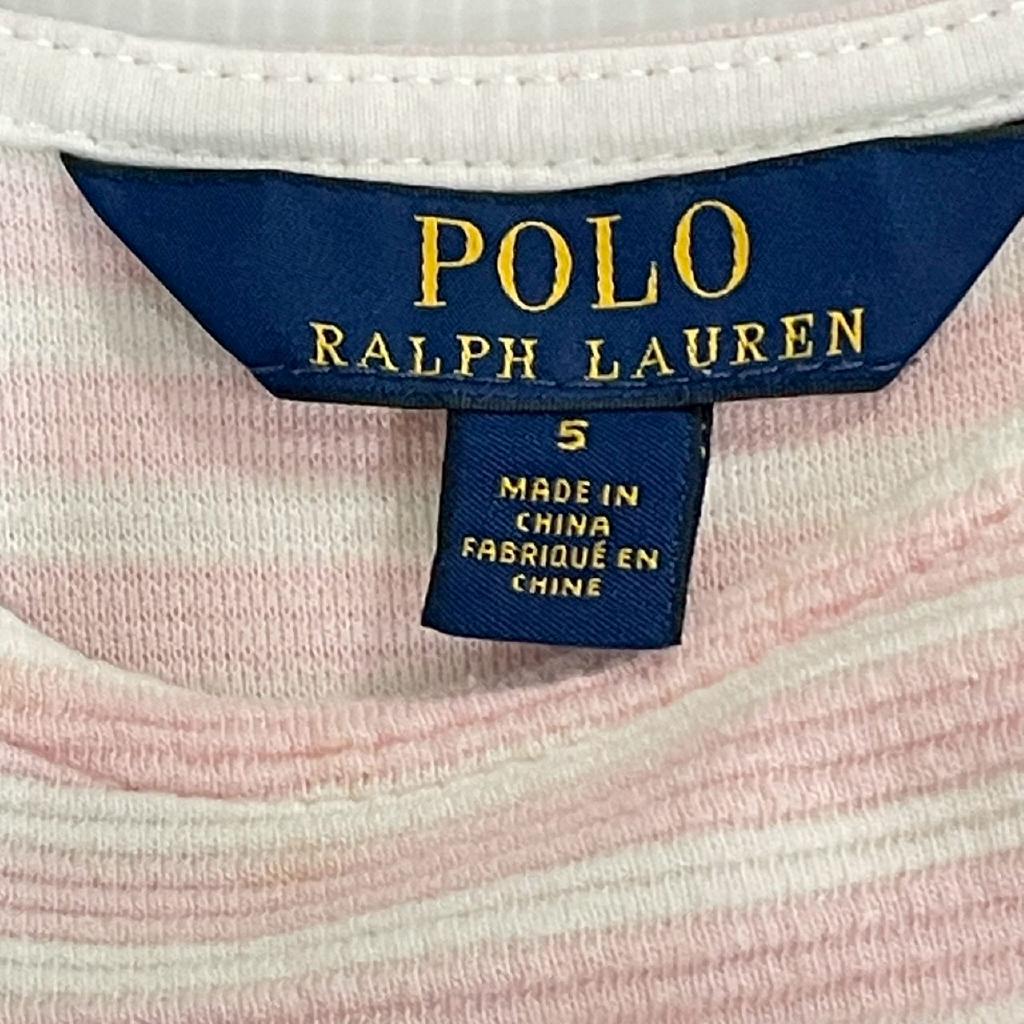 POLO
RALPH LAUREN
5
MADE IN
CHINA
FABRIQUÉ EN
CHINE